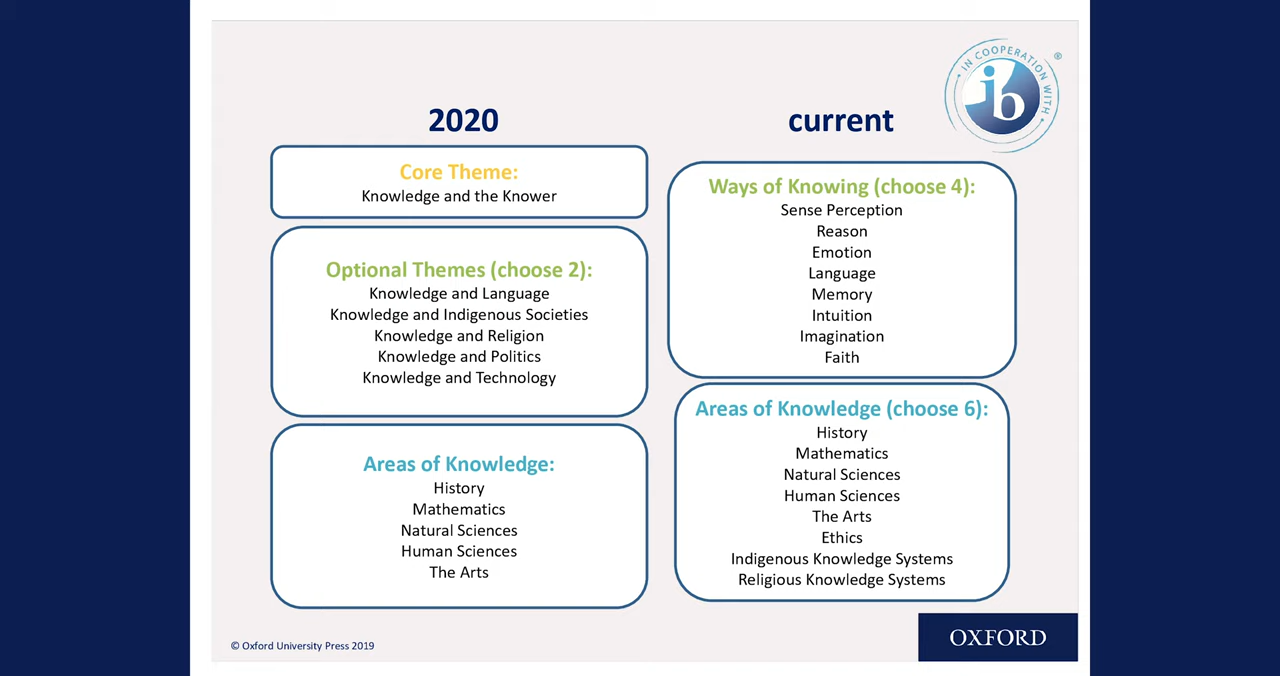 IN COOPERATION WITH
®
ib
2020
Core Theme:
Knowledge and the Knower
Optional Themes (choose 2):
Knowledge and Language
Knowledge and Indigenous Societies
Knowledge and Religion
Knowledge and Politics
Knowledge and Technology
Areas of Knowledge:
History
Mathematics
Natural Sciences
Human Sciences
The Arts
current
Ways of Knowing (choose 4):
Sense Perception
Reason
Emotion
Language
Memory
Intuition
Imagination
Faith
Areas of Knowledge (choose 6):
History
Mathematics
Natural Sciences
Human Sciences
The Arts
Ethics
Indigenous Knowledge Systems
Religious Knowledge Systems
© Oxford University Press 2019
OXFORD